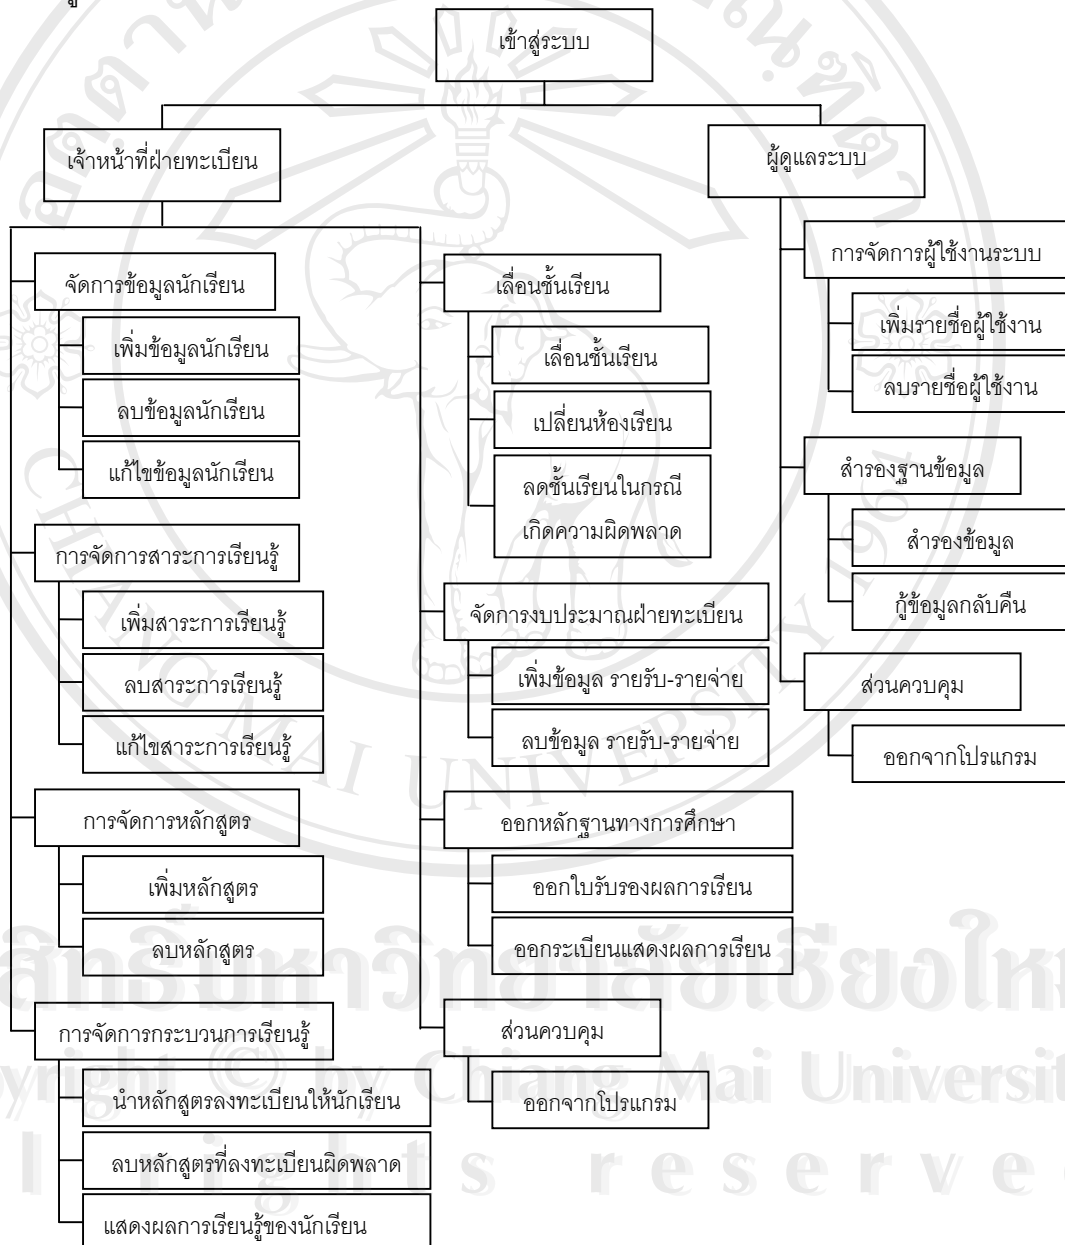 เข้าสู่ระบบ
เจ้าหน้าที่ฝ่ายทะเบียน
จัดการข้อมูลนักเรียน
เพิ่มข้อมูลนักเรียน
ลบข้อมูลนักเรียน
แก้ไขข้อมูลนักเรียน
การจัดการสาระการเรียนรู้
เพิ่มสาระการเรียนรู้
ลบสาระการเรียนรู้
แก้ไขสาระการเรียนรู้
การจัดการหลักสูตร
เพิ่มหลักสูตร
ลบหลักสูตร
การจัดการกระบวนการเรียนรู้
นำหลักสูตรลงทะเบียนให้นักเรียน
ลบหลักสูตรที่ลงทะเบียนผิดพลาด
แสดงผลการเรียนรู้ของนักเรียน
เลื่อนชั้นเรียน
เลื่อนชั้นเรียน
เปลี่ยนห้องเรียน
ลดชั้นเรียนในกรณี
เกิดความผิดพลาด
จัดการงบประมาณฝ่ายทะเบียน
เพิ่มข้อมูล รายรับ-รายจ่าย
ลบข้อมูล รายรับ-รายจ่าย
ออกหลักฐานทางการศึกษา
ออกใบรับรองผลการเรียน
ออกระเบียนแสดงผลการเรียน
ส่วนควบคุม
ออกจากโปรแกรม
ผู้ดูแลระบบ
การจัดการผู้ใช้งานระบบ
เพิ่มรายชื่อผู้ใช้งาน
ลบรายชื่อผู้ใช้งาน
สำรองฐานข้อมูล
สำรองข้อมูล
กู้ข้อมูลกลับคืน
ส่วนควบคุม
ออกจากโปรแกรม
CHIANG MAI UNIVERSITY 1964
by Chiang Mai